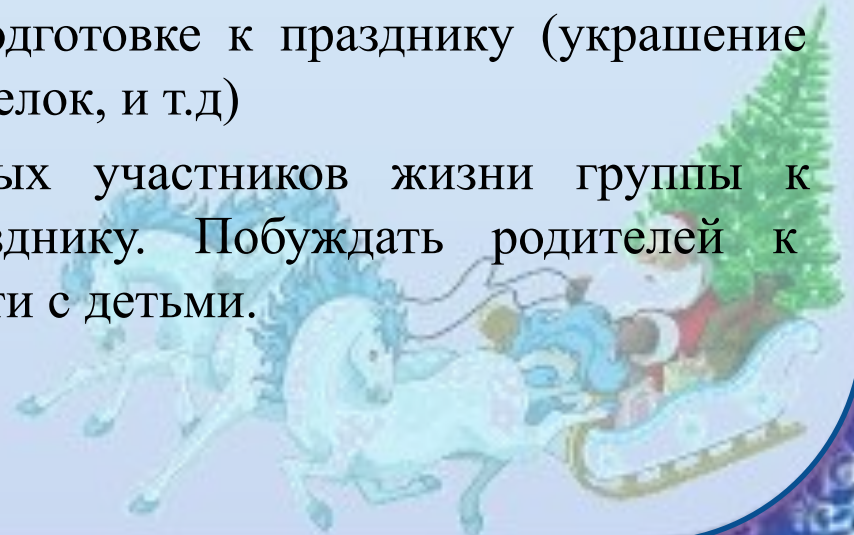 одготовке к празднику (украшение
елок, и т.д)
ых участников жизни группы к
зднику. Побуждать родителей к
ти с детьми.